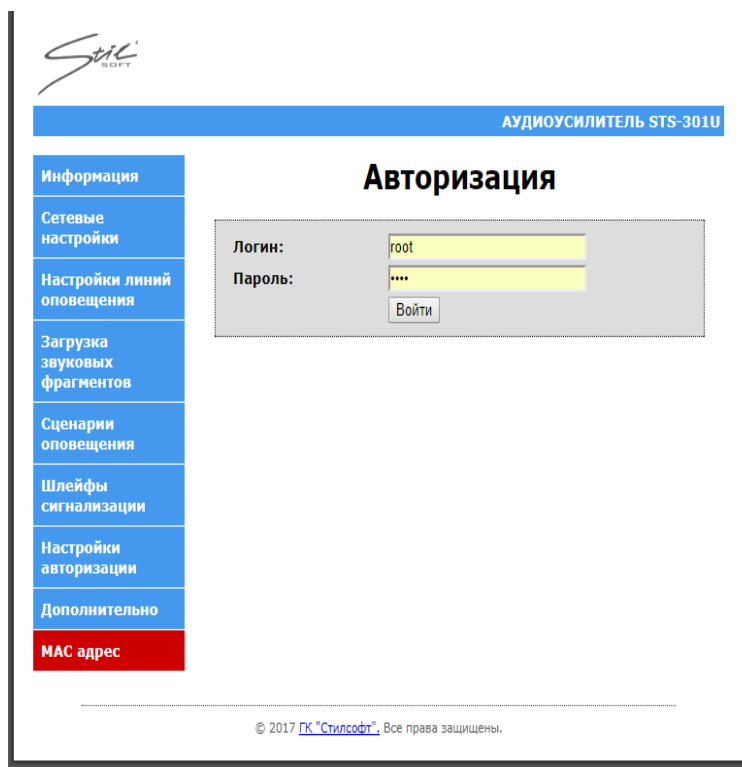 Stil
SOFT
АУДИОУСИЛИТЕЛЬ STS-301U
Информация
Сетевые
настройки
Настройки линий
оповещения
Загрузка
звуковых
фрагментов
Сценарии
оповещения
Шлейфы
сигнализации
Настройки
авторизации
Дополнительно
MAC адрес
Авторизация
Логин: root
Пароль: ••••
Войти
© 2017 ГК "Стилсофт". Все права защищены.